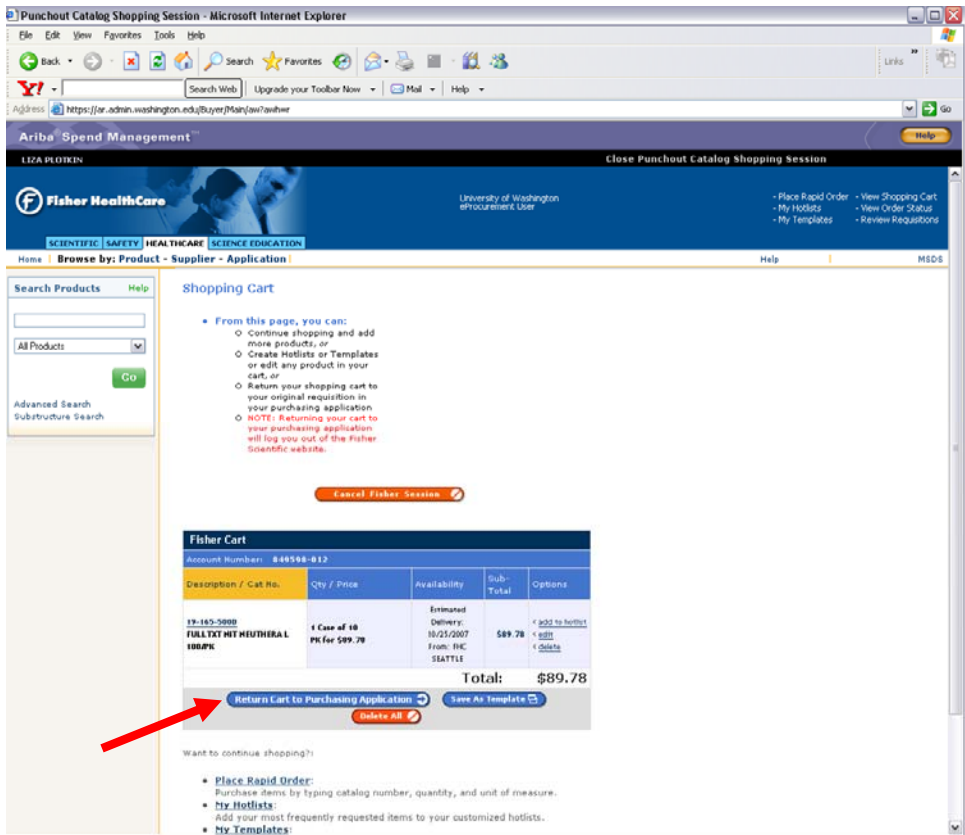 Punchout Catalog Shopping Session - Microsoft Internet Explorer
File Edit View Favorites Tools Help
Back Search Favorites Links
Y! Search Web Upgrade your Toolbar Now Mail Help
Address https://ar.admin.washington.edu/Buyer/Main/aw?awhwr Go
Ariba Spend Management™ Help
LIZA PLOTKIN Close Punchout Catalog Shopping Session
Fisher HealthCare
University of Washington
eProcurement User
- Place Rapid Order - View Shopping Cart
- My Hotlists - View Order Status
- My Templates - Review Requisitions
SCIENTIFIC SAFETY HEALTHCARE SCIENCE EDUCATION
Home | Browse by: Product - Supplier - Application | Help | MSDS
Search Products Help
All Products
Go
Advanced Search
Substructure Search
Shopping Cart
• From this page, you can:
o Continue shopping and add
more products, or
o Create Hotlists or Templates
or edit any product in your
cart, or
o Return your shopping cart to
your original requisition in
your purchasing application
o NOTE: Returning your cart to
your purchasing application
will log you out of the Fisher
Scientific website.
Cancel Fisher Session
Fisher Cart
Account Number: 849598-012
Description / Cat No. Qty / Price Availability Sub-Total Options
19-165-5000
FULLTXT NIT NEUTHERA L
100/PK
1 Case of 10
PK for $89.78
Estimated
Delivery:
10/25/2007
From: FHC
SEATTLE
$89.78
< add to hotlist
< edit
< delete
Total: $89.78
Return Cart to Purchasing Application Save As Template
Delete All
Want to continue shopping?:
• Place Rapid Order:
Purchase items by typing catalog number, quantity, and unit of measure.
• My Hotlists:
Add your most frequently requested items to your customized hotlists.
• My Templates: